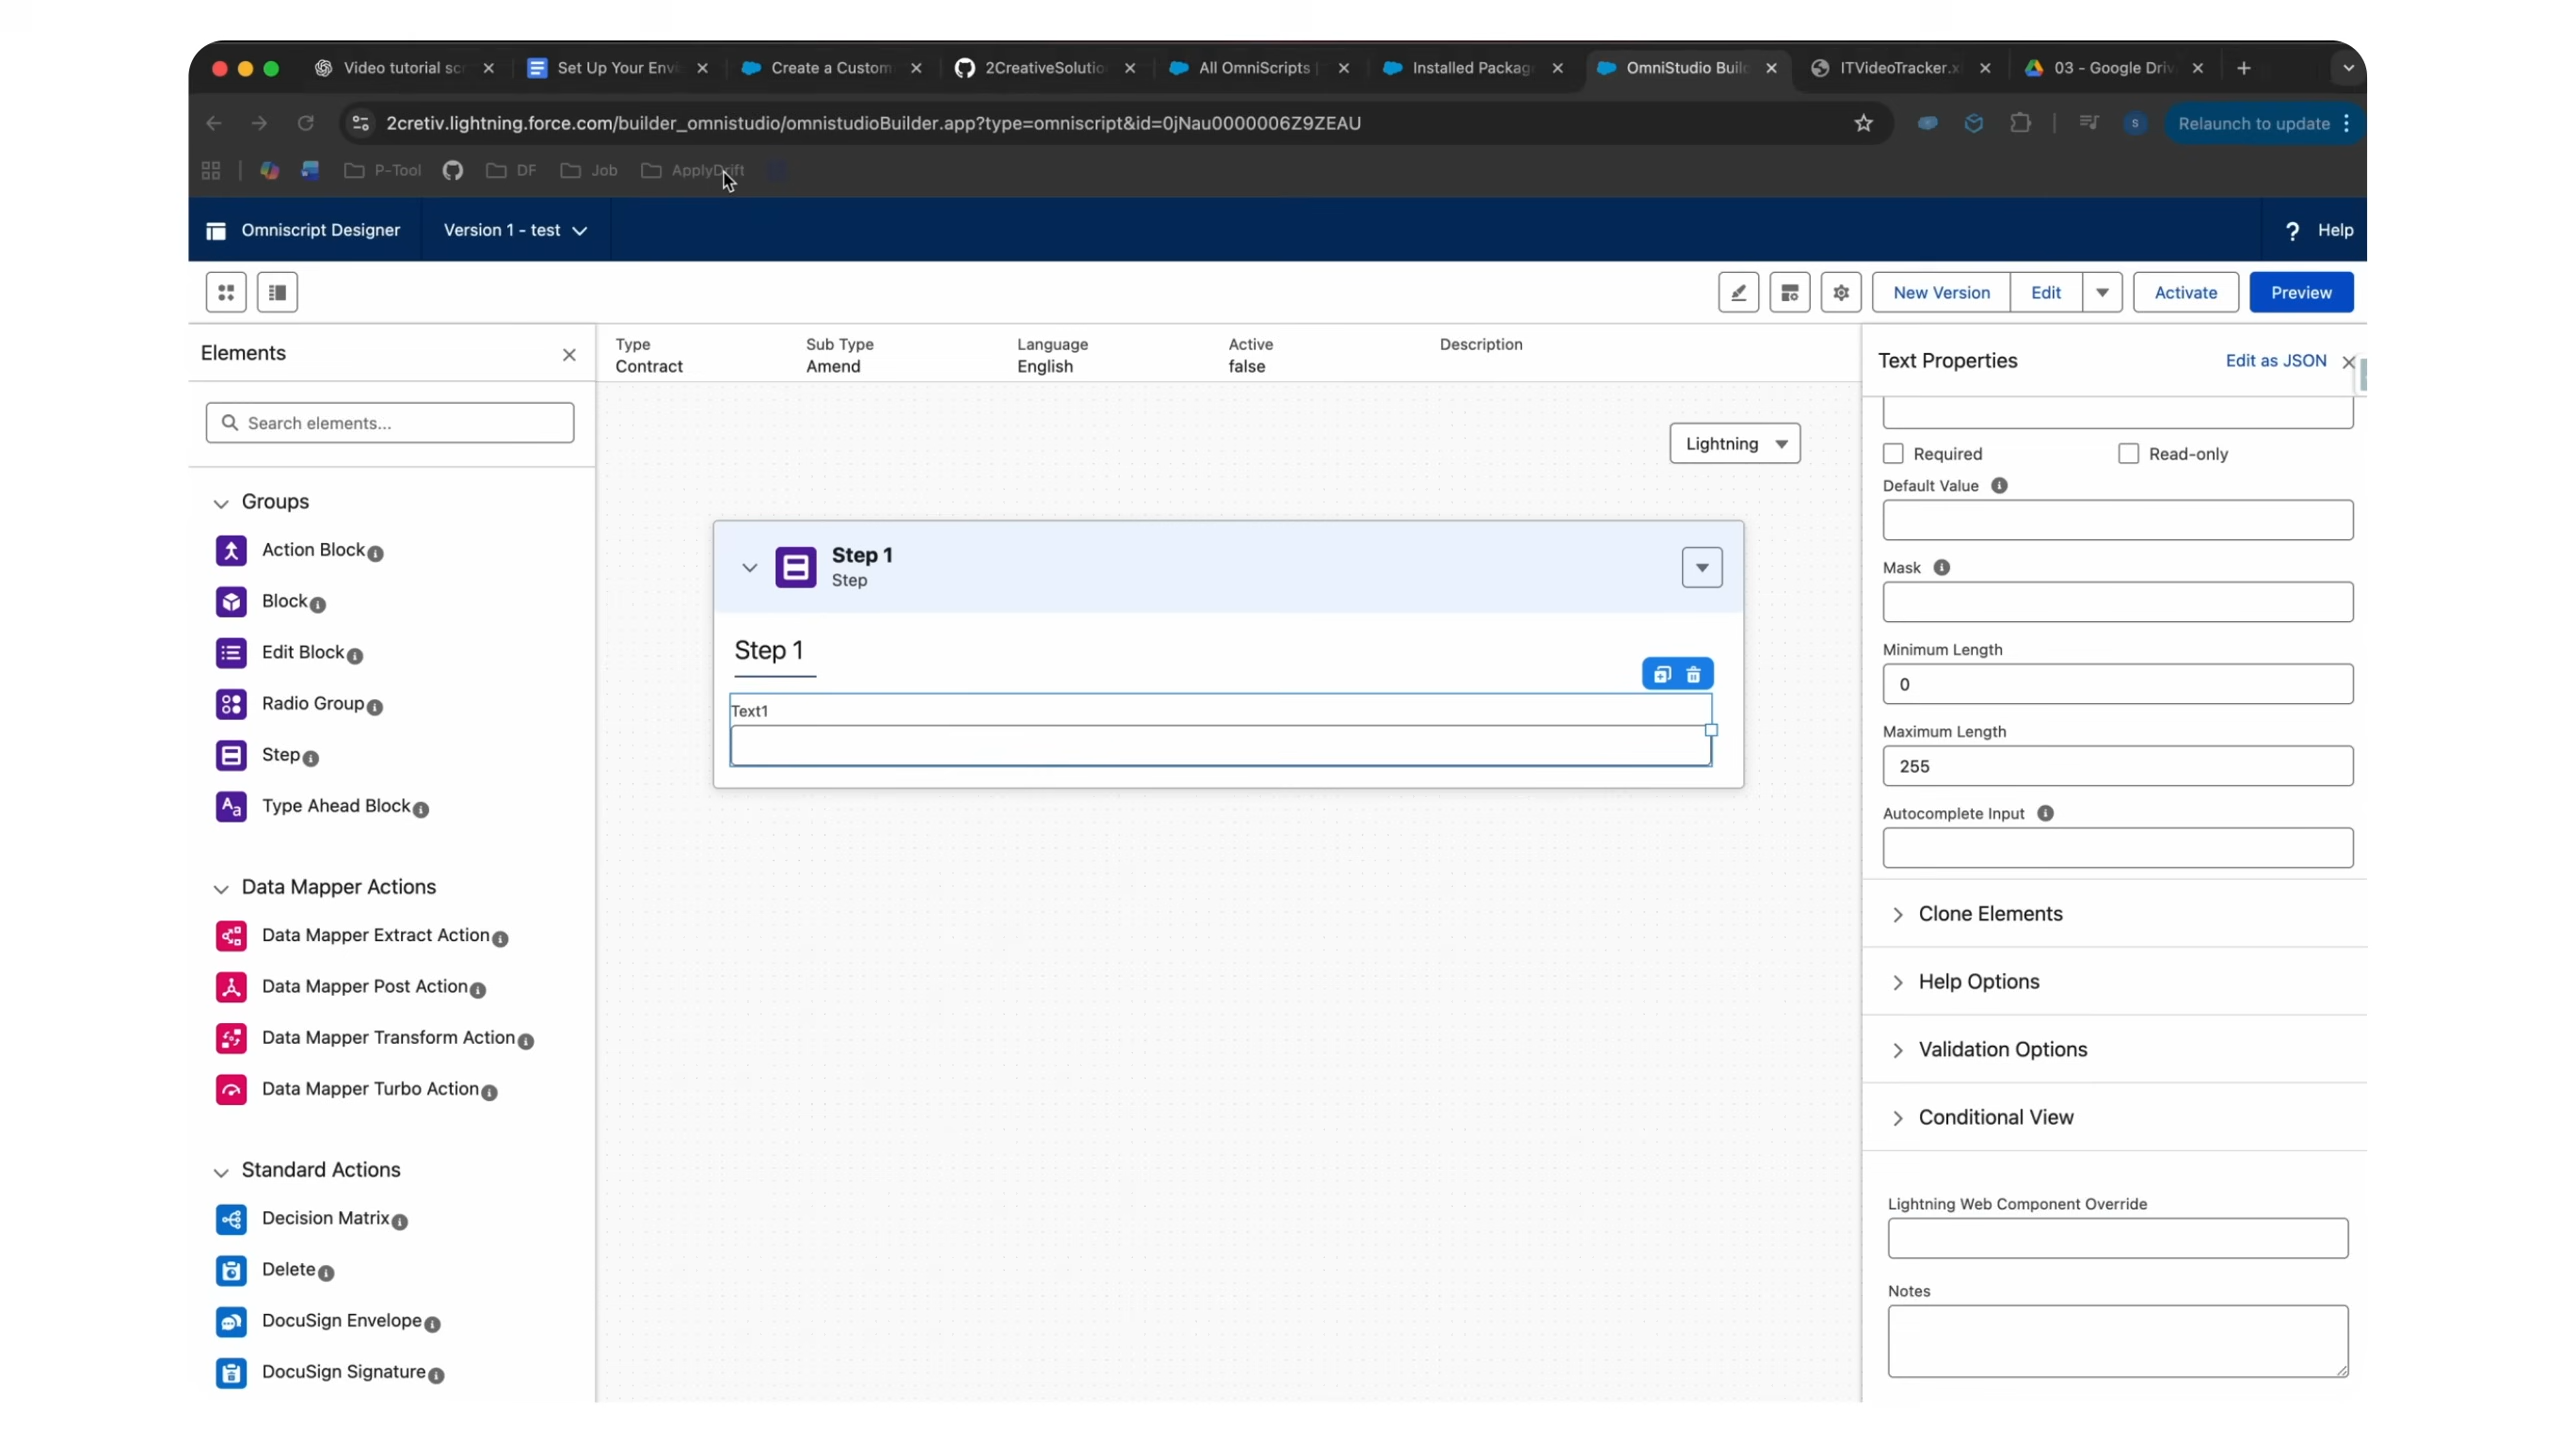 Video tutorial scr
Set Up Your Envi
Create a Custom
2CreativeSolutio
All OmniScripts |
Installed Packag
OmniStudio Buil
ITVideoTracker.x
03 - Google Driv
2cretiv.lightning.force.com/builder_omnistudio/omnistudioBuilder.app?type=omniscript&id=0jNau0000006Z9ZEAU
S
Relaunch to update
P-Tool
DF
Job
ApplyDrift
Omniscript Designer
Version 1 - test
? Help
New Version
Edit
Activate
Preview
Elements
Search elements...
Groups
Action Block
Block
Edit Block
Radio Group
Step
Type Ahead Block
Data Mapper Actions
Data Mapper Extract Action
Data Mapper Post Action
Data Mapper Transform Action
Data Mapper Turbo Action
Standard Actions
Decision Matrix
Delete
DocuSign Envelope
DocuSign Signature
Type
Contract
Sub Type
Amend
Language
English
Active
false
Description
Lightning
Step 1
Step
Step 1
Text1
Text Properties
Edit as JSON
Required
Read-only
Default Value
Mask
Minimum Length
0
Maximum Length
255
Autocomplete Input
Clone Elements
Help Options
Validation Options
Conditional View
Lightning Web Component Override
Notes